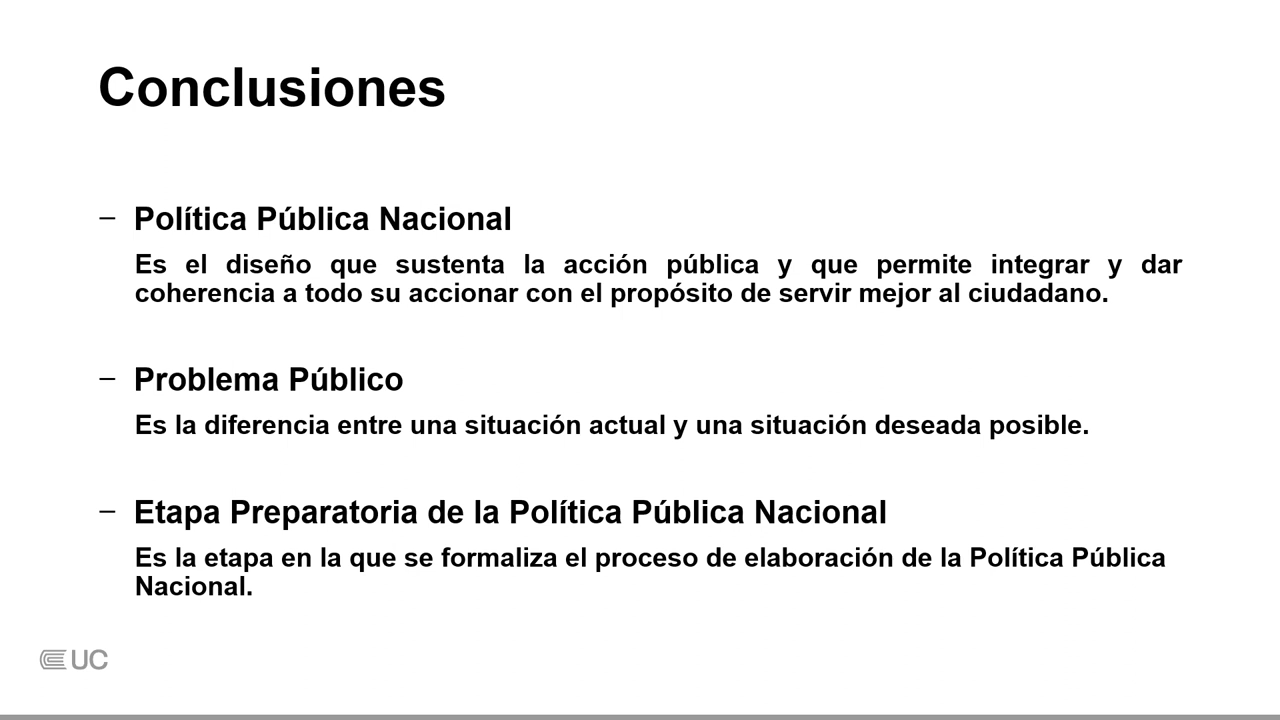 Conclusiones
– Política Pública Nacional
Es el diseño que sustenta la acción pública y que permite integrar y dar
coherencia a todo su accionar con el propósito de servir mejor al ciudadano.
– Problema Público
Es la diferencia entre una situación actual y una situación deseada posible.
– Etapa Preparatoria de la Política Pública Nacional
Es la etapa en la que se formaliza el proceso de elaboración de la Política Pública
Nacional.
UC